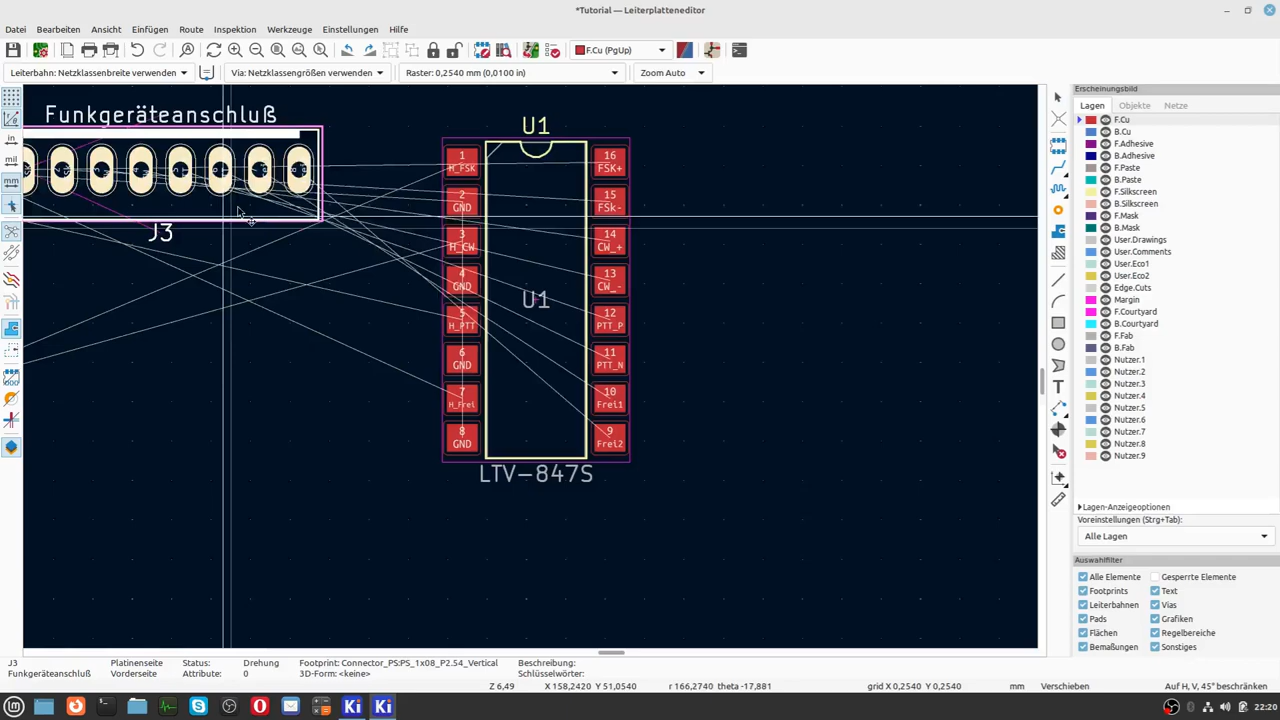 *Tutorial — Leiterplatteneditor
Datei Bearbeiten Ansicht Einfügen Route Inspektion Werkzeuge Einstellungen Hilfe
F.Cu (PgUp)
Leiterbahn: Netzklassenbreite verwenden Via: Netzklassengrößen verwenden Raster: 0,2540 mm (0,0100 in) Zoom Auto
Erscheinungsbild
Lagen Objekte Netze
F.Cu
B.Cu
F.Adhesive
B.Adhesive
F.Paste
B.Paste
F.Silkscreen
B.Silkscreen
F.Mask
B.Mask
User.Drawings
User.Comments
User.Eco1
User.Eco2
Edge.Cuts
Margin
F.Courtyard
B.Courtyard
F.Fab
B.Fab
Nutzer.1
Nutzer.2
Nutzer.3
Nutzer.4
Nutzer.5
Nutzer.6
Nutzer.7
Nutzer.8
Nutzer.9
Lagen-Anzeigeoptionen
Voreinstellungen (Strg+Tab):
Alle Lagen
Auswahlfilter
Alle Elemente Gesperrte Elemente
Footprints Text
Leiterbahnen Vias
Pads Grafiken
Flächen Regelbereiche
Bemaßungen Sonstiges
in
mil
mm
Funkgeräteanschluß
J3
U1
1 H_FSK
2 GND
3 H_CW
4 GND
5 H_PTT
6 GND
7 H_Frei
8 GND
U1
16 FSK+
15 FSk-
14 CW_+
13 CW_-
12 PTT_P
11 PTT_N
10 Frei1
9 Frei2
LTV-847S
J3 Platinenseite Status: Drehung Footprint: Connector_PS:PS_1x08_P2.54_Vertical Beschreibung:
Funkgeräteanschluß Vorderseite Attribute: 0 3D-Form: <keine> Schlüsselwörter:
Z 6,49 X 158,2420 Y 51,0540 r 166,2740 theta -17,881 grid X 0,2540 Y 0,2540 mm Verschieben Auf H, V, 45° beschränken
22:20